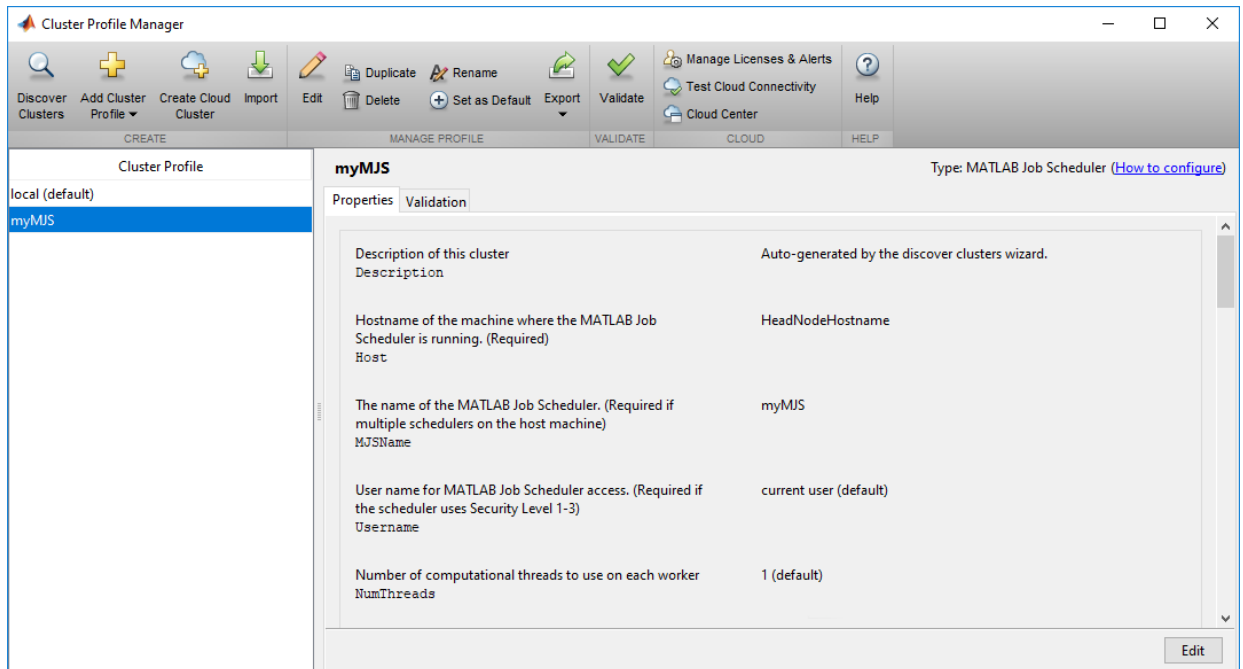 Cluster Profile Manager
Discover Clusters
Add Cluster Profile
Create Cloud Cluster
Import
Edit
Duplicate
Delete
Rename
Set as Default
Export
Validate
Manage Licenses & Alerts
Test Cloud Connectivity
Cloud Center
Help
CREATE
MANAGE PROFILE
VALIDATE
CLOUD
HELP
Cluster Profile
local (default)
myMJS
myMJS
Type: MATLAB Job Scheduler (How to configure)
Properties
Validation
Description of this cluster
Description
Auto-generated by the discover clusters wizard.
Hostname of the machine where the MATLAB Job
Scheduler is running. (Required)
Host
HeadNodeHostname
The name of the MATLAB Job Scheduler. (Required if
multiple schedulers on the host machine)
MJSName
myMJS
User name for MATLAB Job Scheduler access. (Required if
the scheduler uses Security Level 1-3)
Username
current user (default)
Number of computational threads to use on each worker
NumThreads
1 (default)
Edit